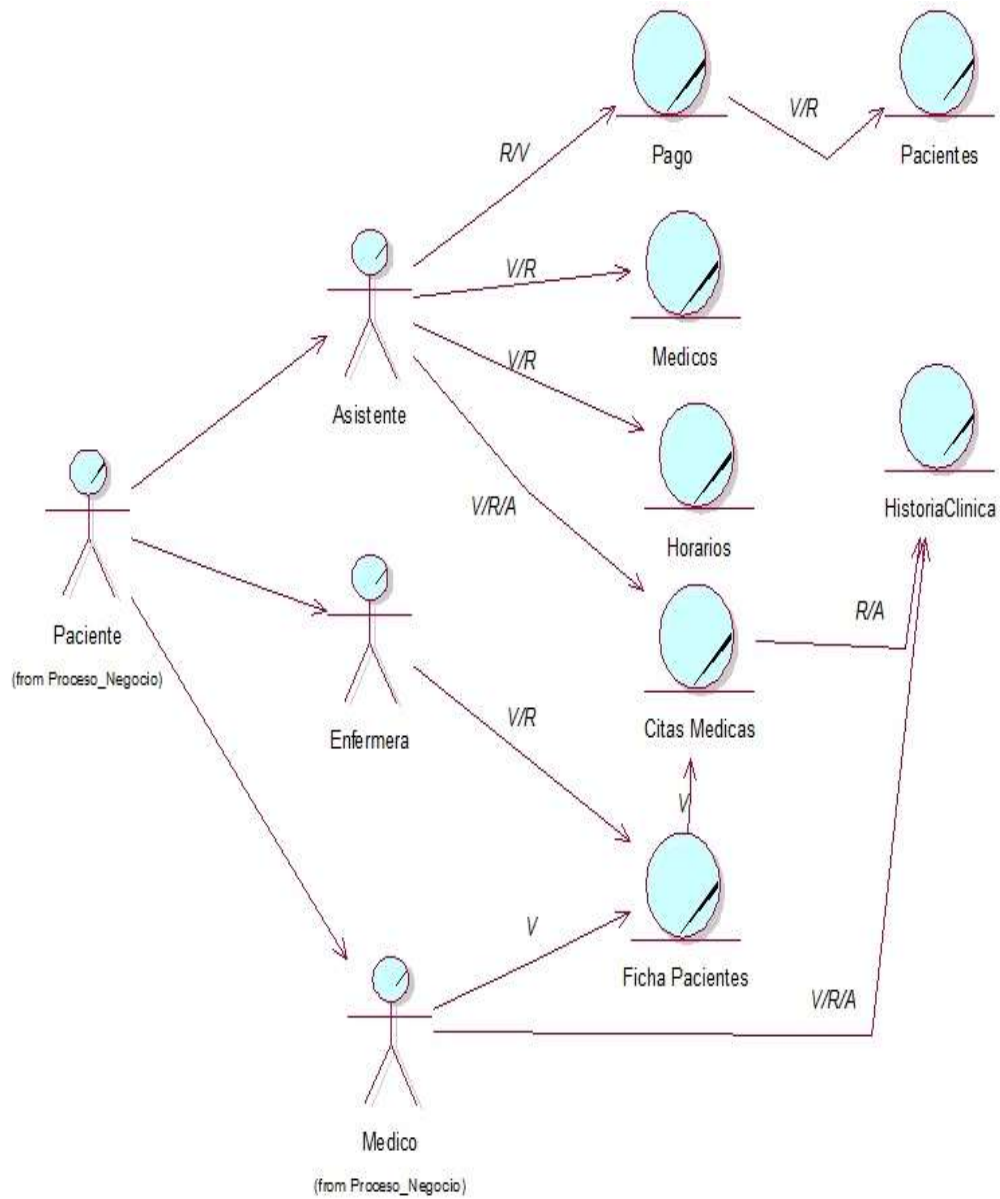 V/R
R/V
Pago
Pacientes
V/R
Medicos
Asistente
V/R
Horarios
HistoriaClinica
V/R/A
R/A
Paciente
(from Proceso_Negocio)
Enfermera
V/R
Citas Medicas
V
V
Ficha Pacientes
V/R/A
Medico
(from Proceso_Negocio)